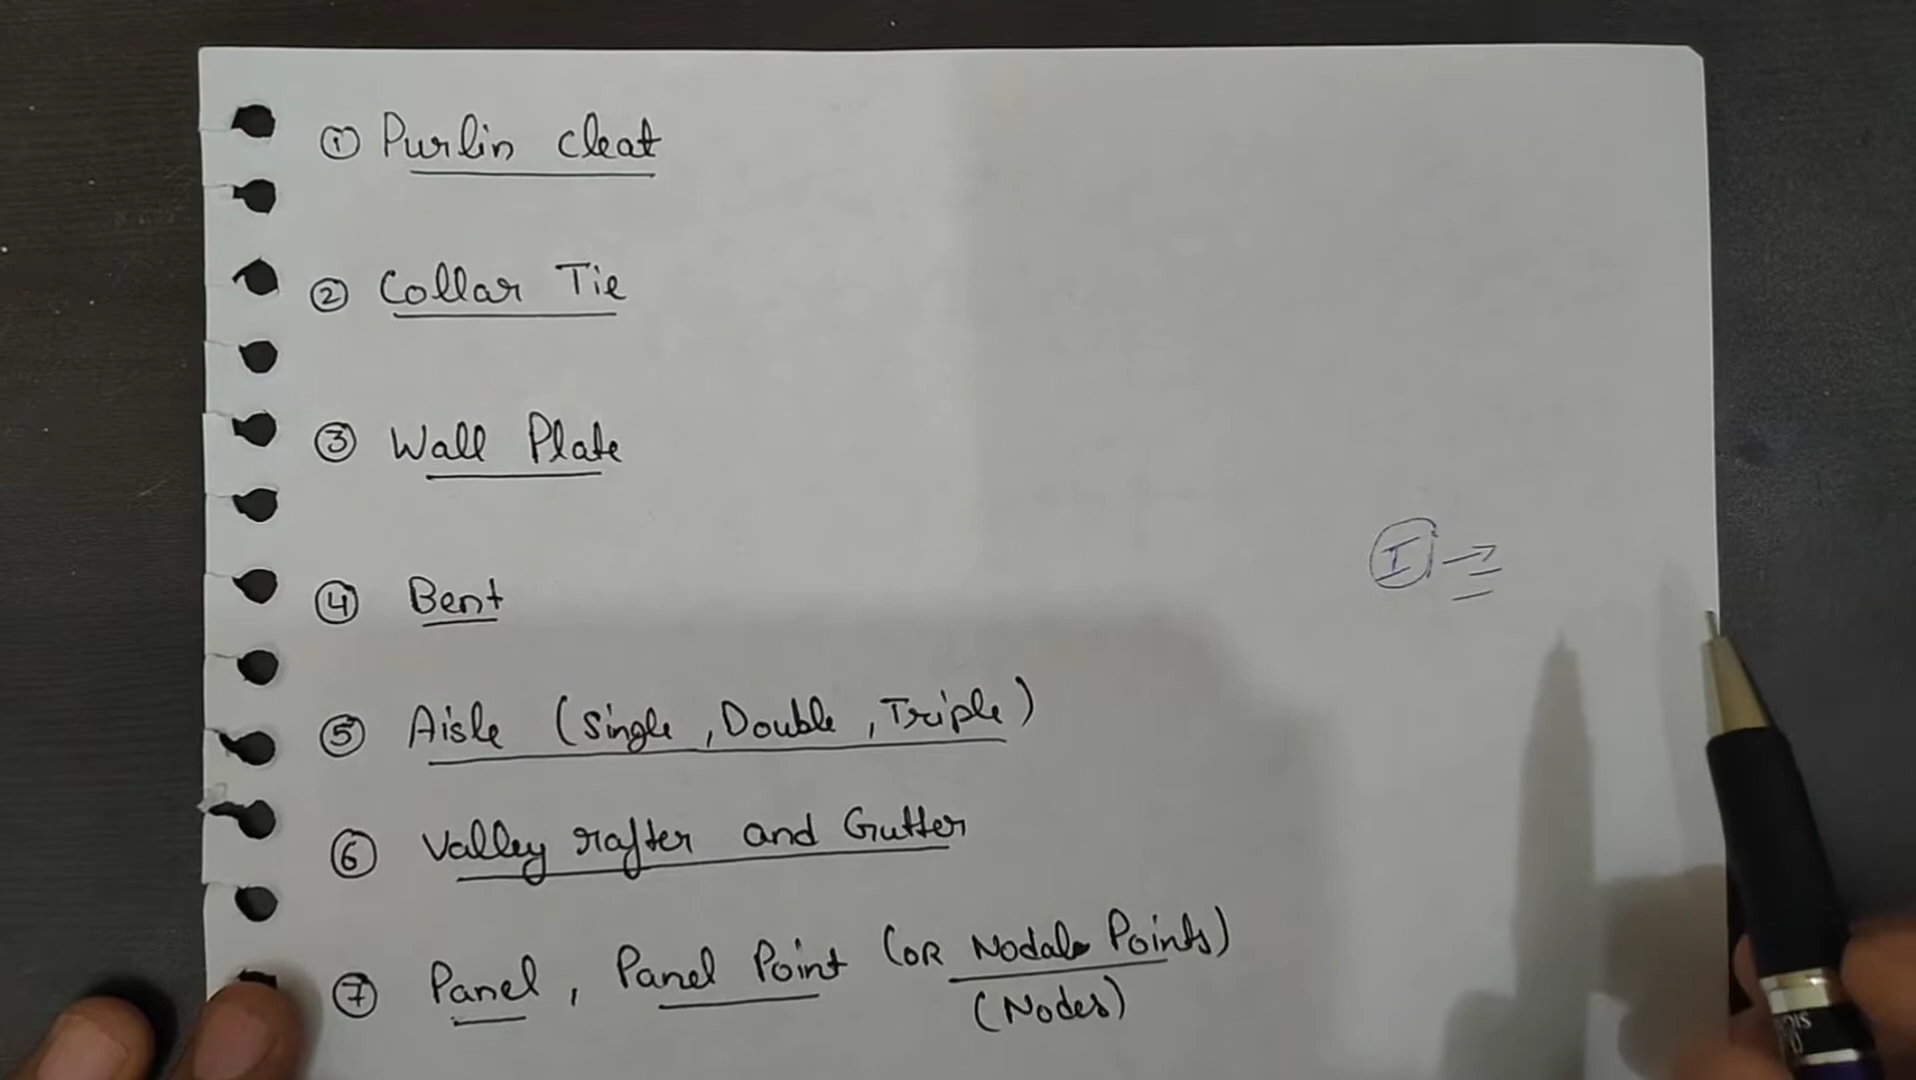 ① Purlin cleat
② Collar Tie
③ Wall Plate
④ Bent
I →
⑤ Aisle (Single, Double, Triple)
⑥ Valley rafter and Gutter
⑦ Panel, Panel Point (OR Nodal Points)
(Nodes)